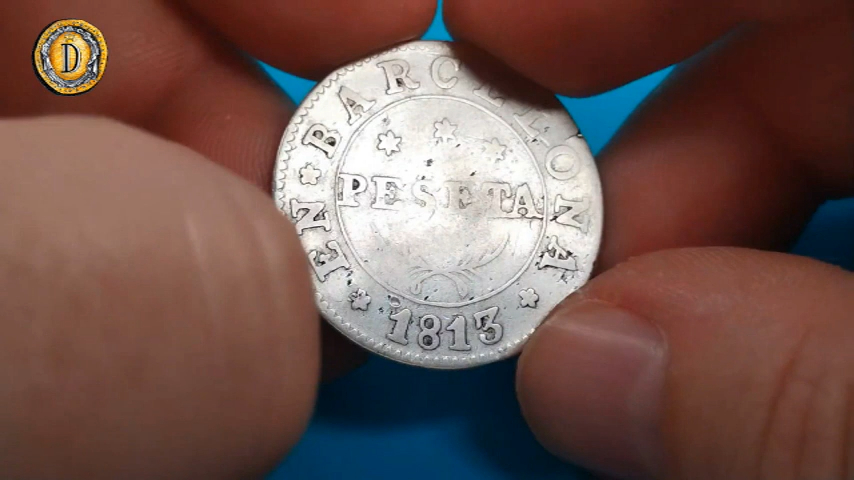 D
EN * BARCELONA
PESETA
* 1813 *